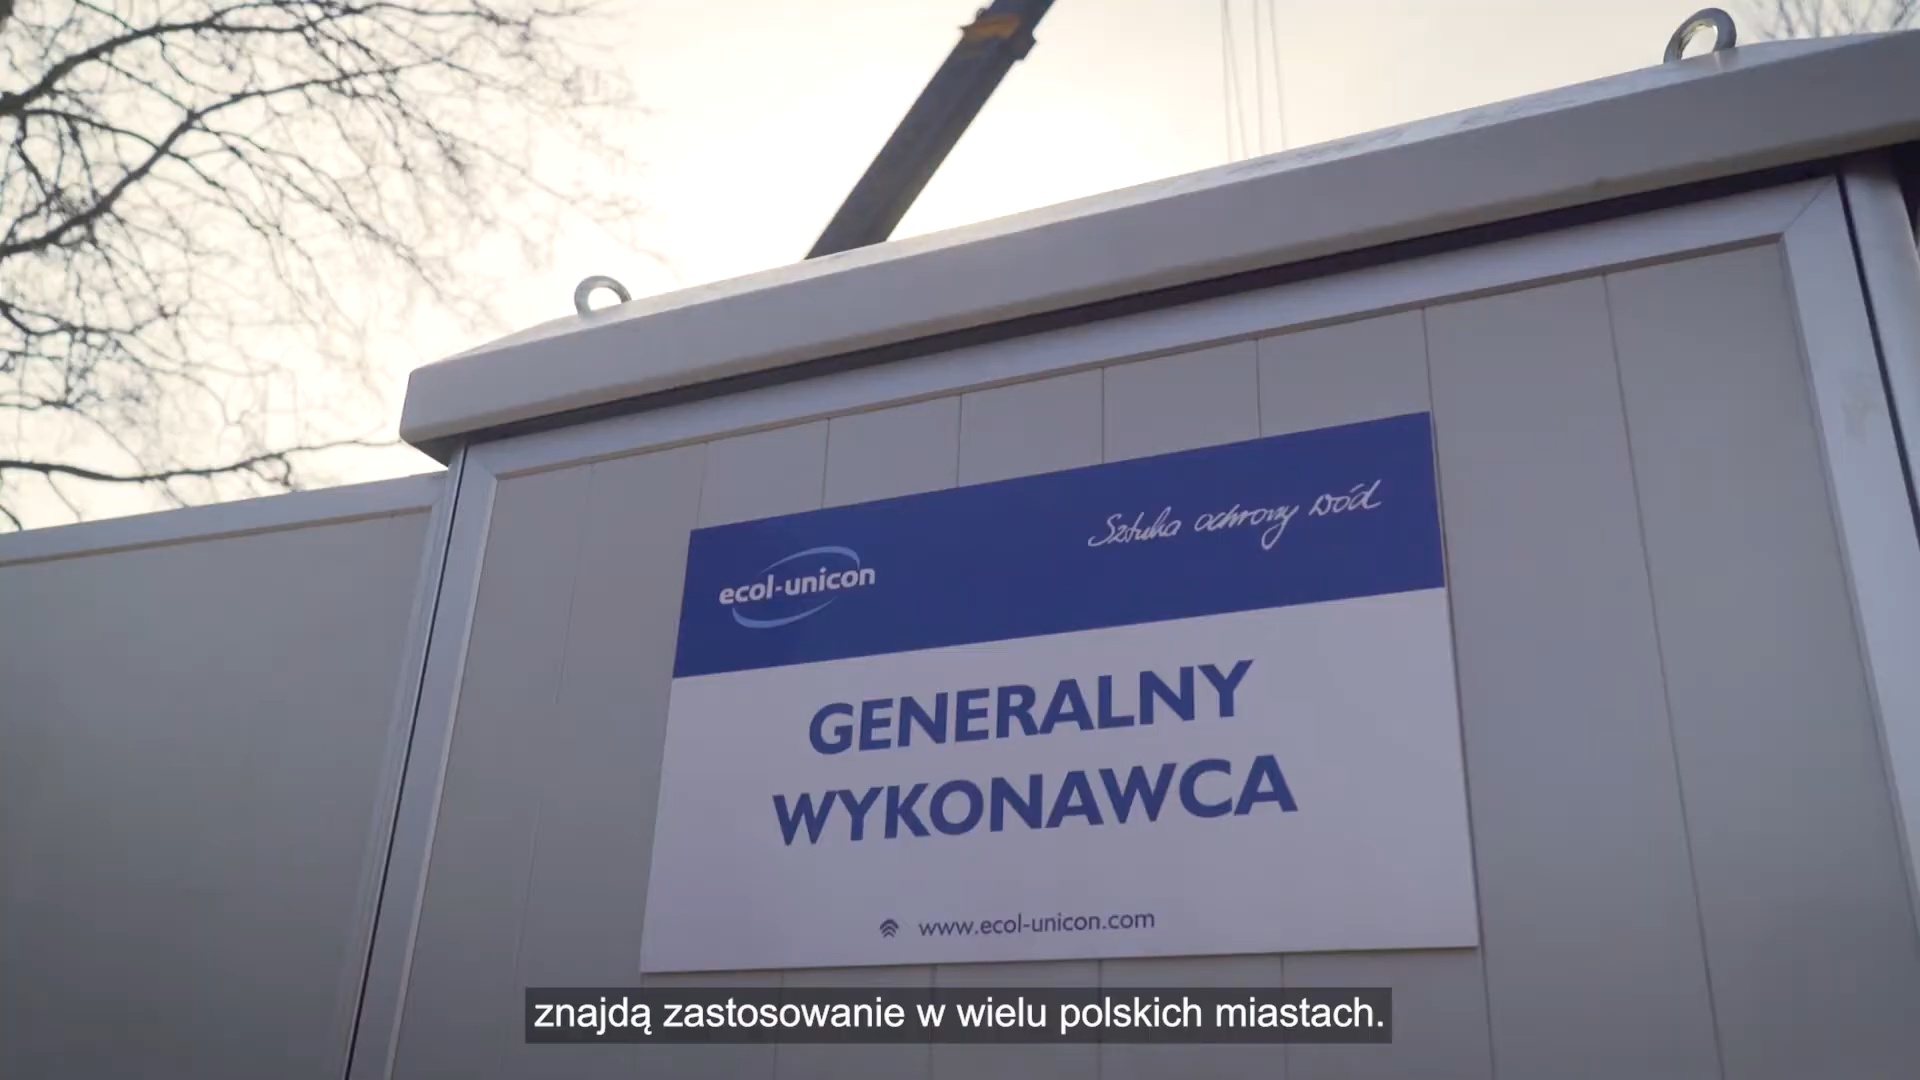 Sztuka ochrony wód
ecol-unicon
GENERALNY
WYKONAWCA
www.ecol-unicon.com
znajdą zastosowanie w wielu polskich miastach.